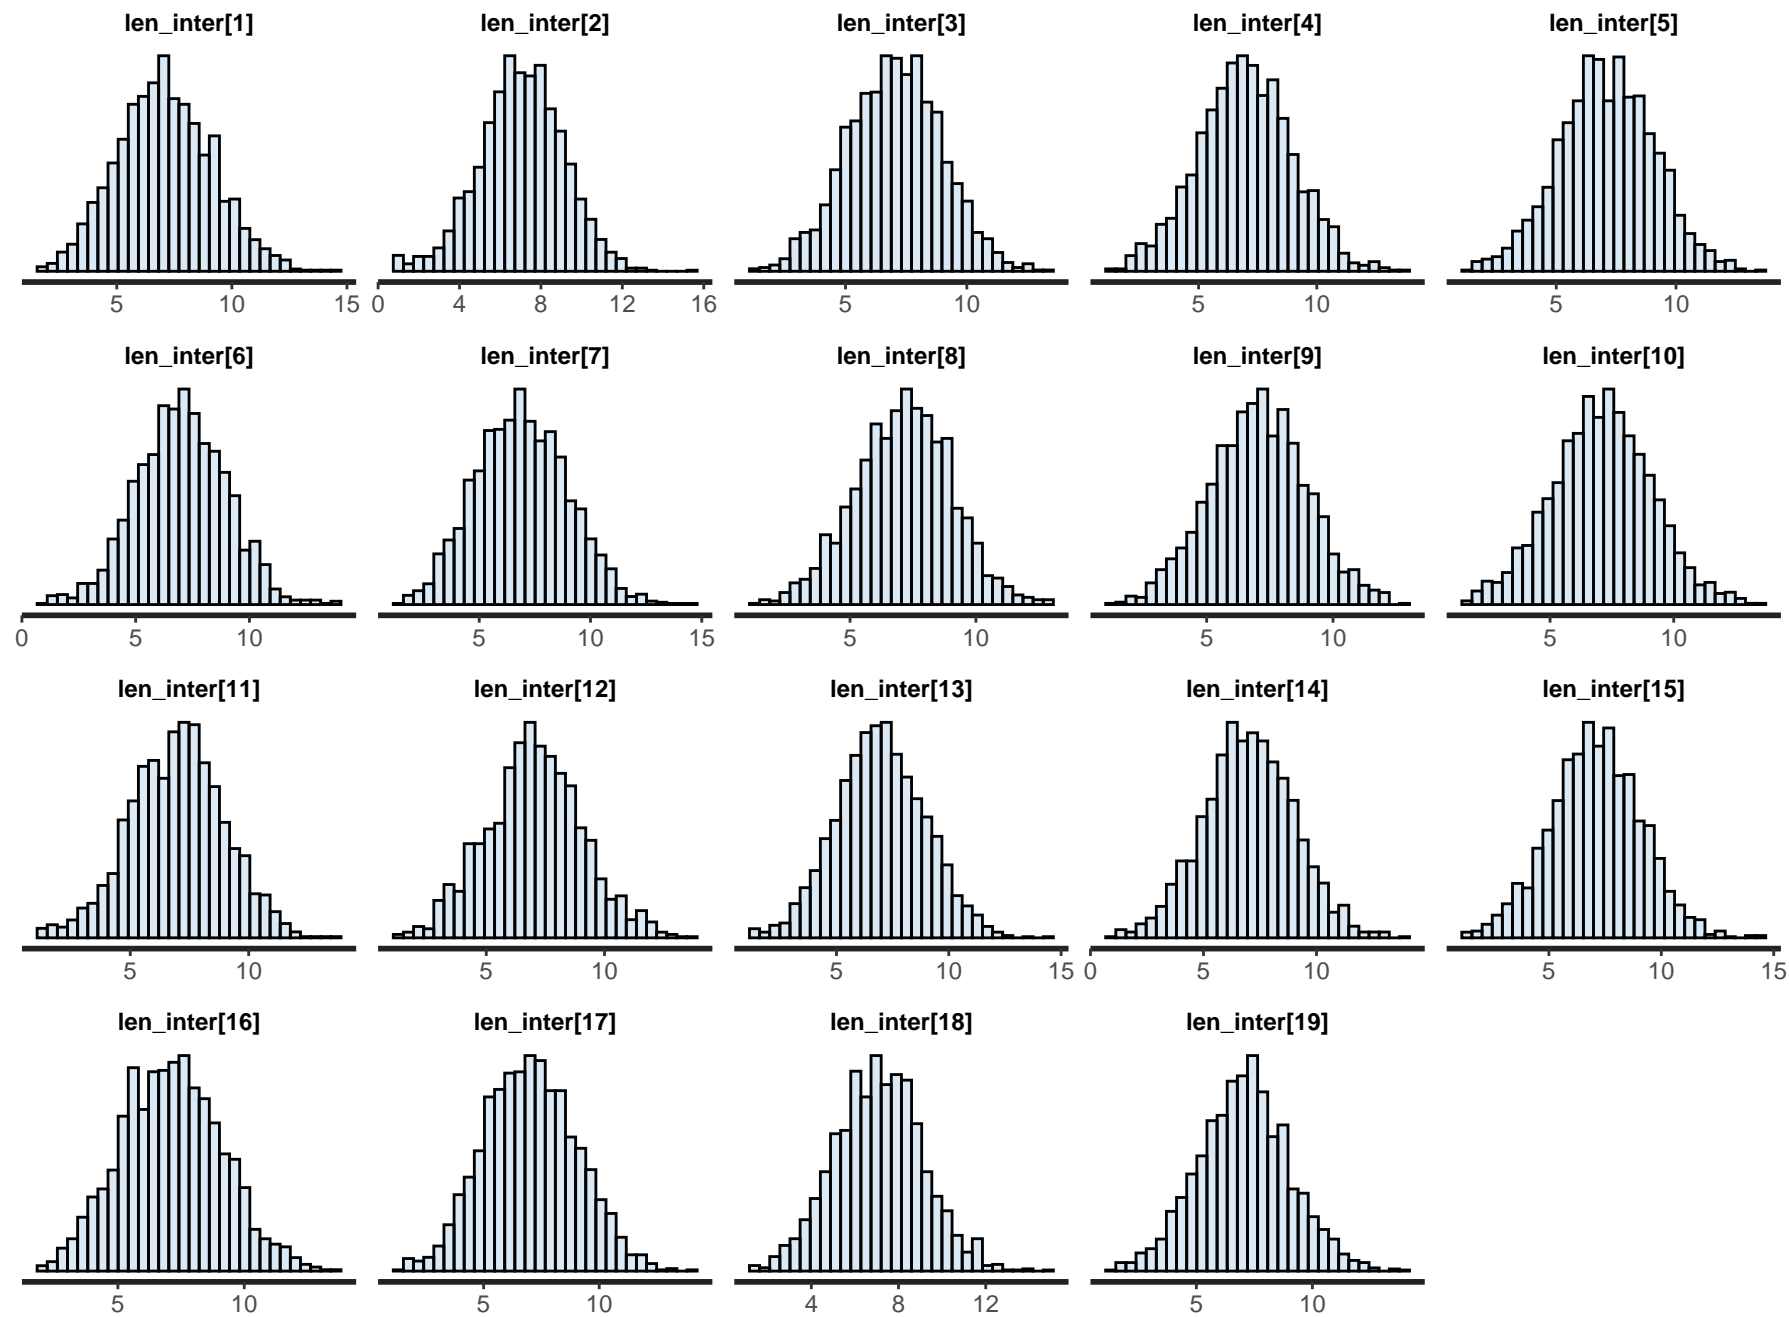 len_inter[1] len_inter[2] len_inter[3] len_inter[4] len_inter[5]
5 10 15 0 4 8 12 16 5 10 5 10 5 10
len_inter[6] len_inter[7] len_inter[8] len_inter[9] len_inter[10]
0 5 10 5 10 15 5 10 5 10 5 10
len_inter[11] len_inter[12] len_inter[13] len_inter[14] len_inter[15]
5 10 5 10 5 10 15 0 5 10 5 10 15
len_inter[16] len_inter[17] len_inter[18] len_inter[19]
5 10 5 10 4 8 12 5 10